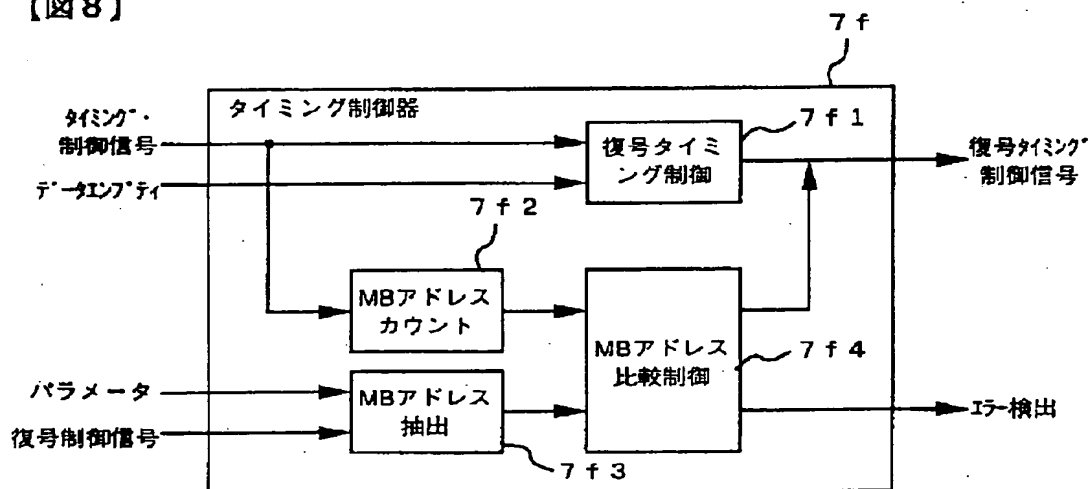 【図8】
7f
タイミング制御器
タイミング・
制御信号
データエンプティ
7f1
復号タイミ
ング制御
復号タイミング
制御信号
7f2
MBアドレス
カウント
MBアドレス
比較制御
7f4
パラメータ
復号制御信号
MBアドレス
抽出
7f3
エラー検出